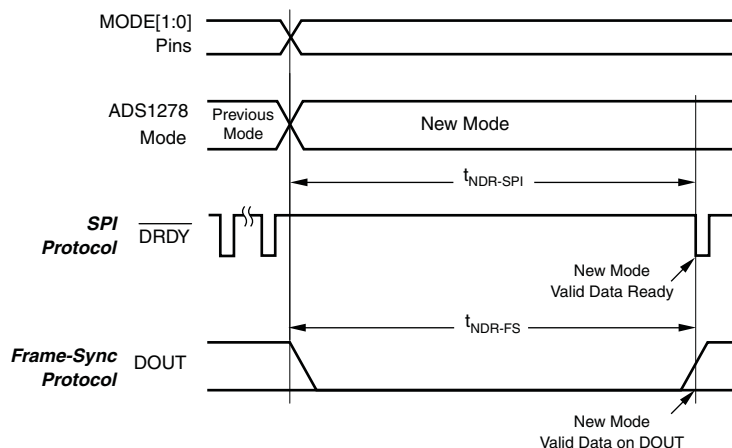 MODE[1:0]
Pins
ADS1278
Mode
Previous
Mode
New Mode
tNDR-SPI
SPI
Protocol
DRDY
New Mode
Valid Data Ready
tNDR-FS
Frame-Sync
Protocol
DOUT
New Mode
Valid Data on DOUT